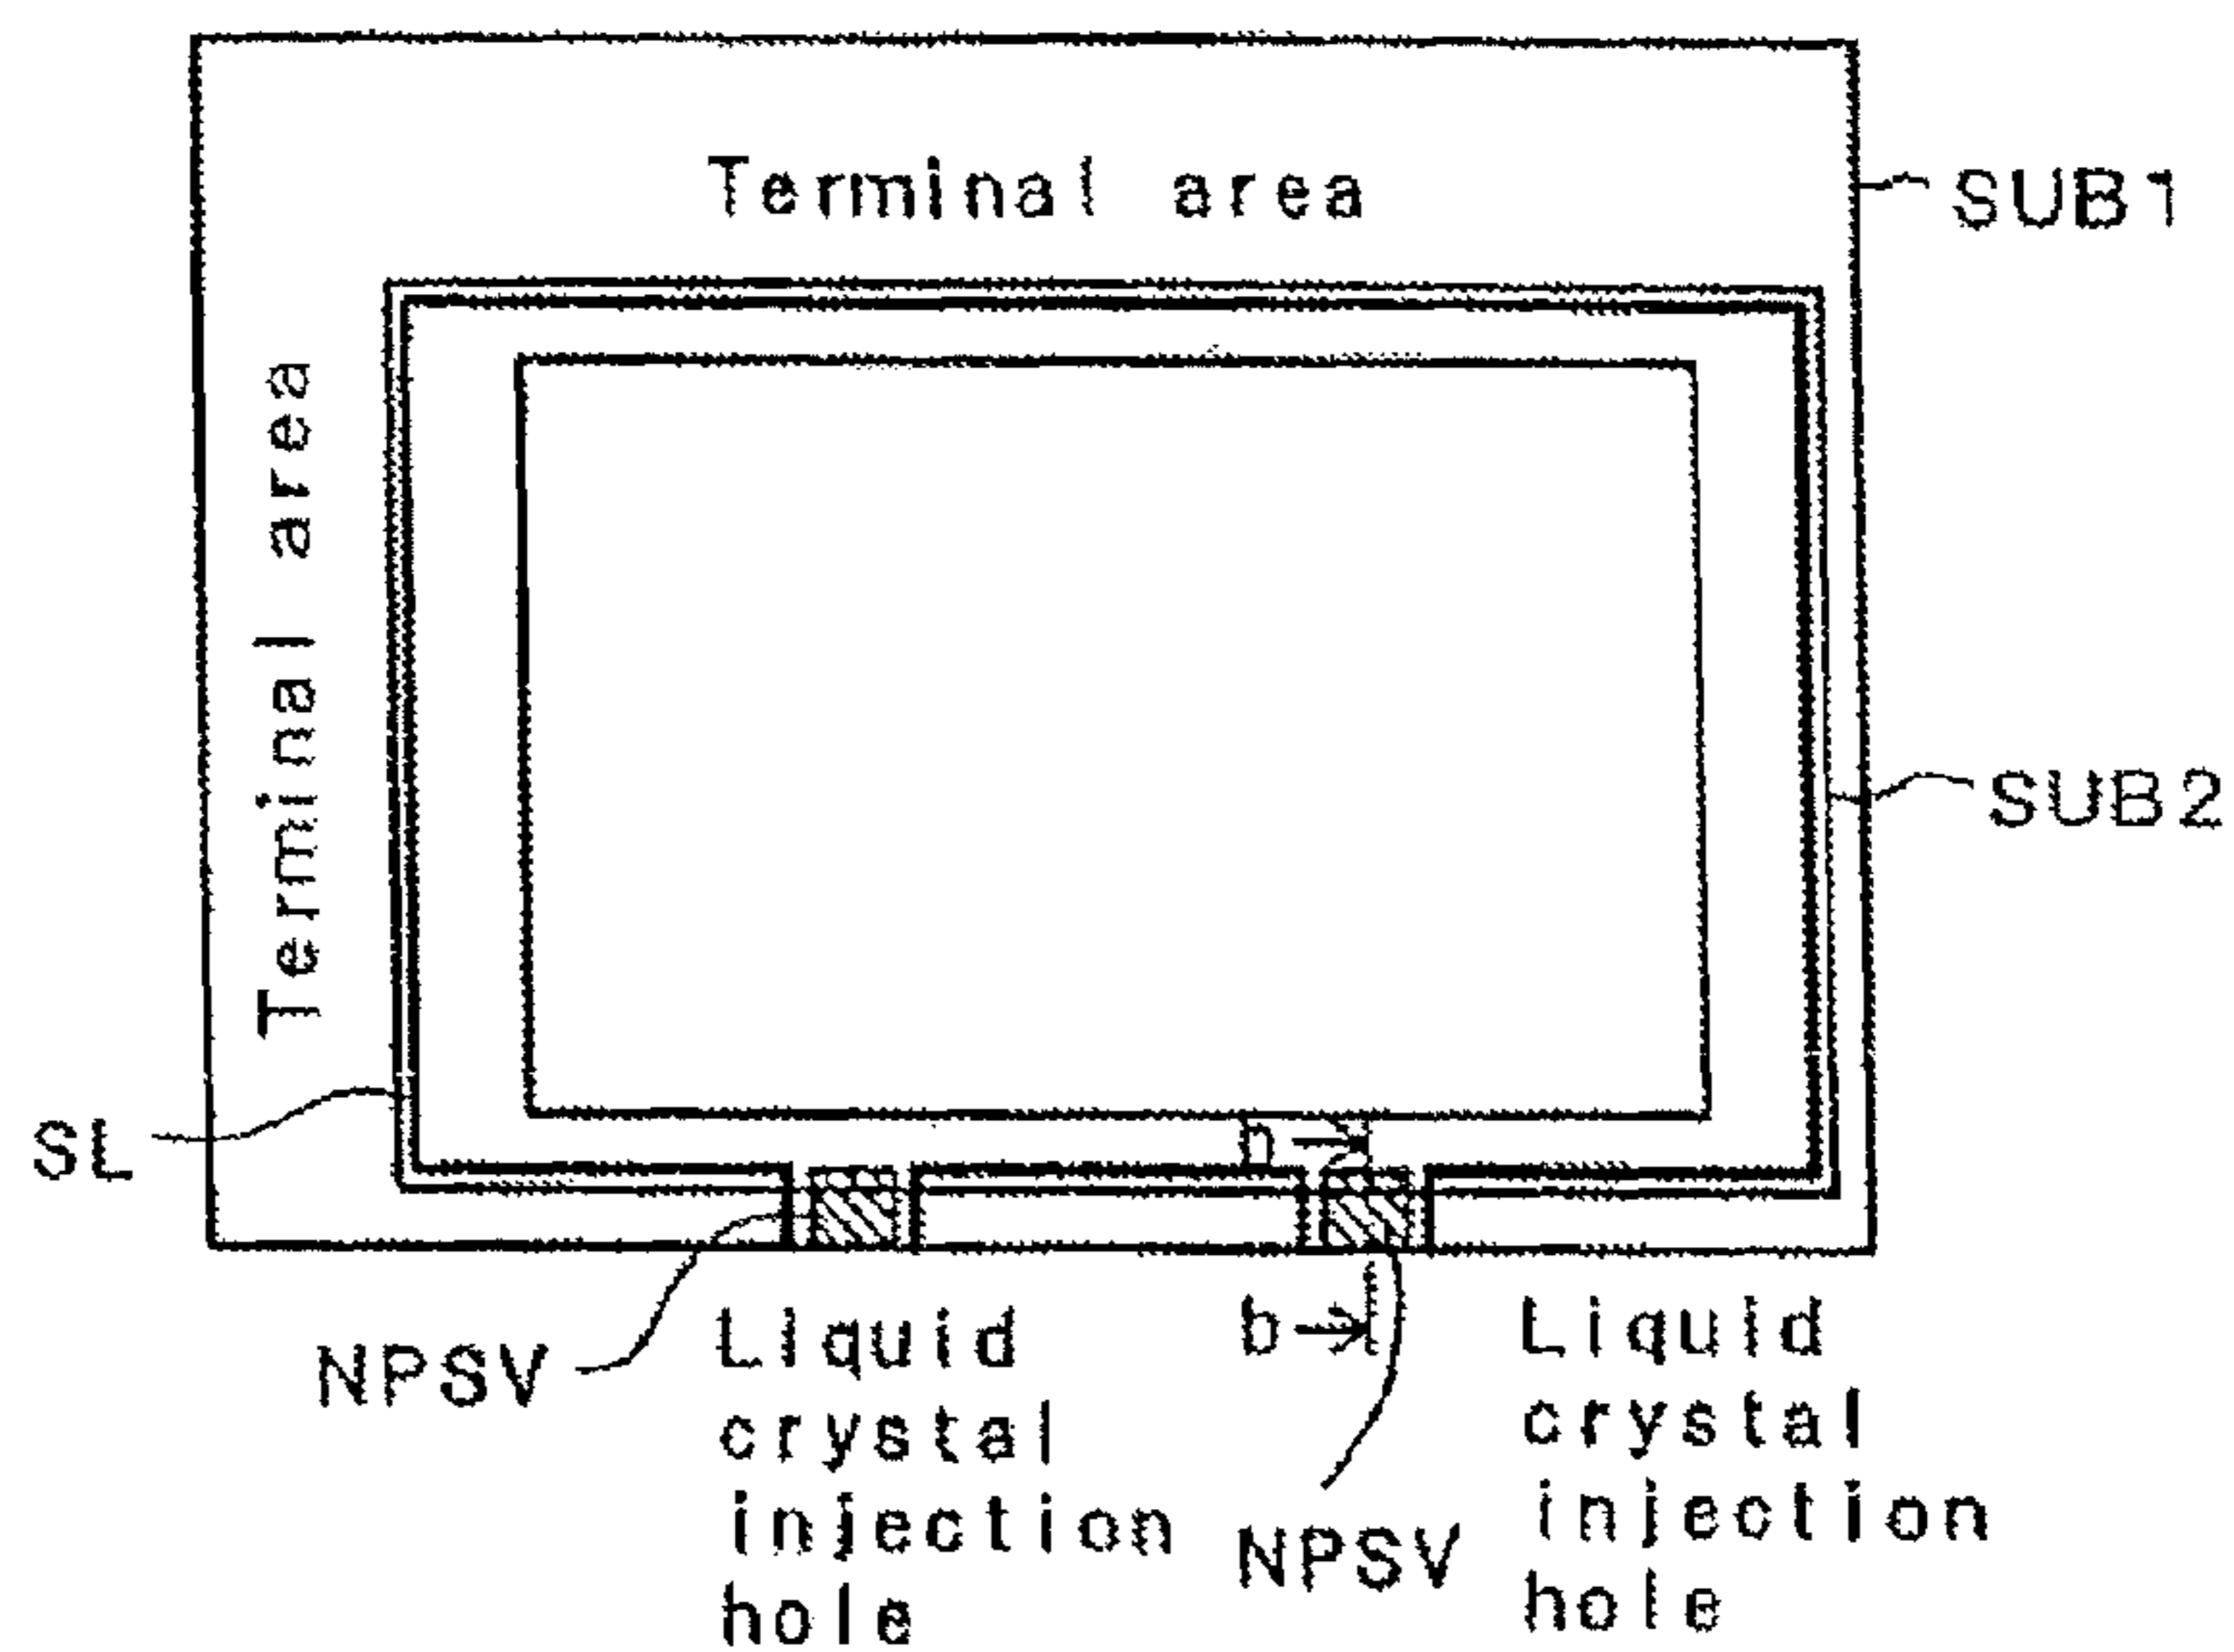 Terminal area
SUB1
Terminal area
SUB2
SL
b
NPSV
Liquid
crystal
injection
hole
b
NPSV
Liquid
crystal
injection
hole